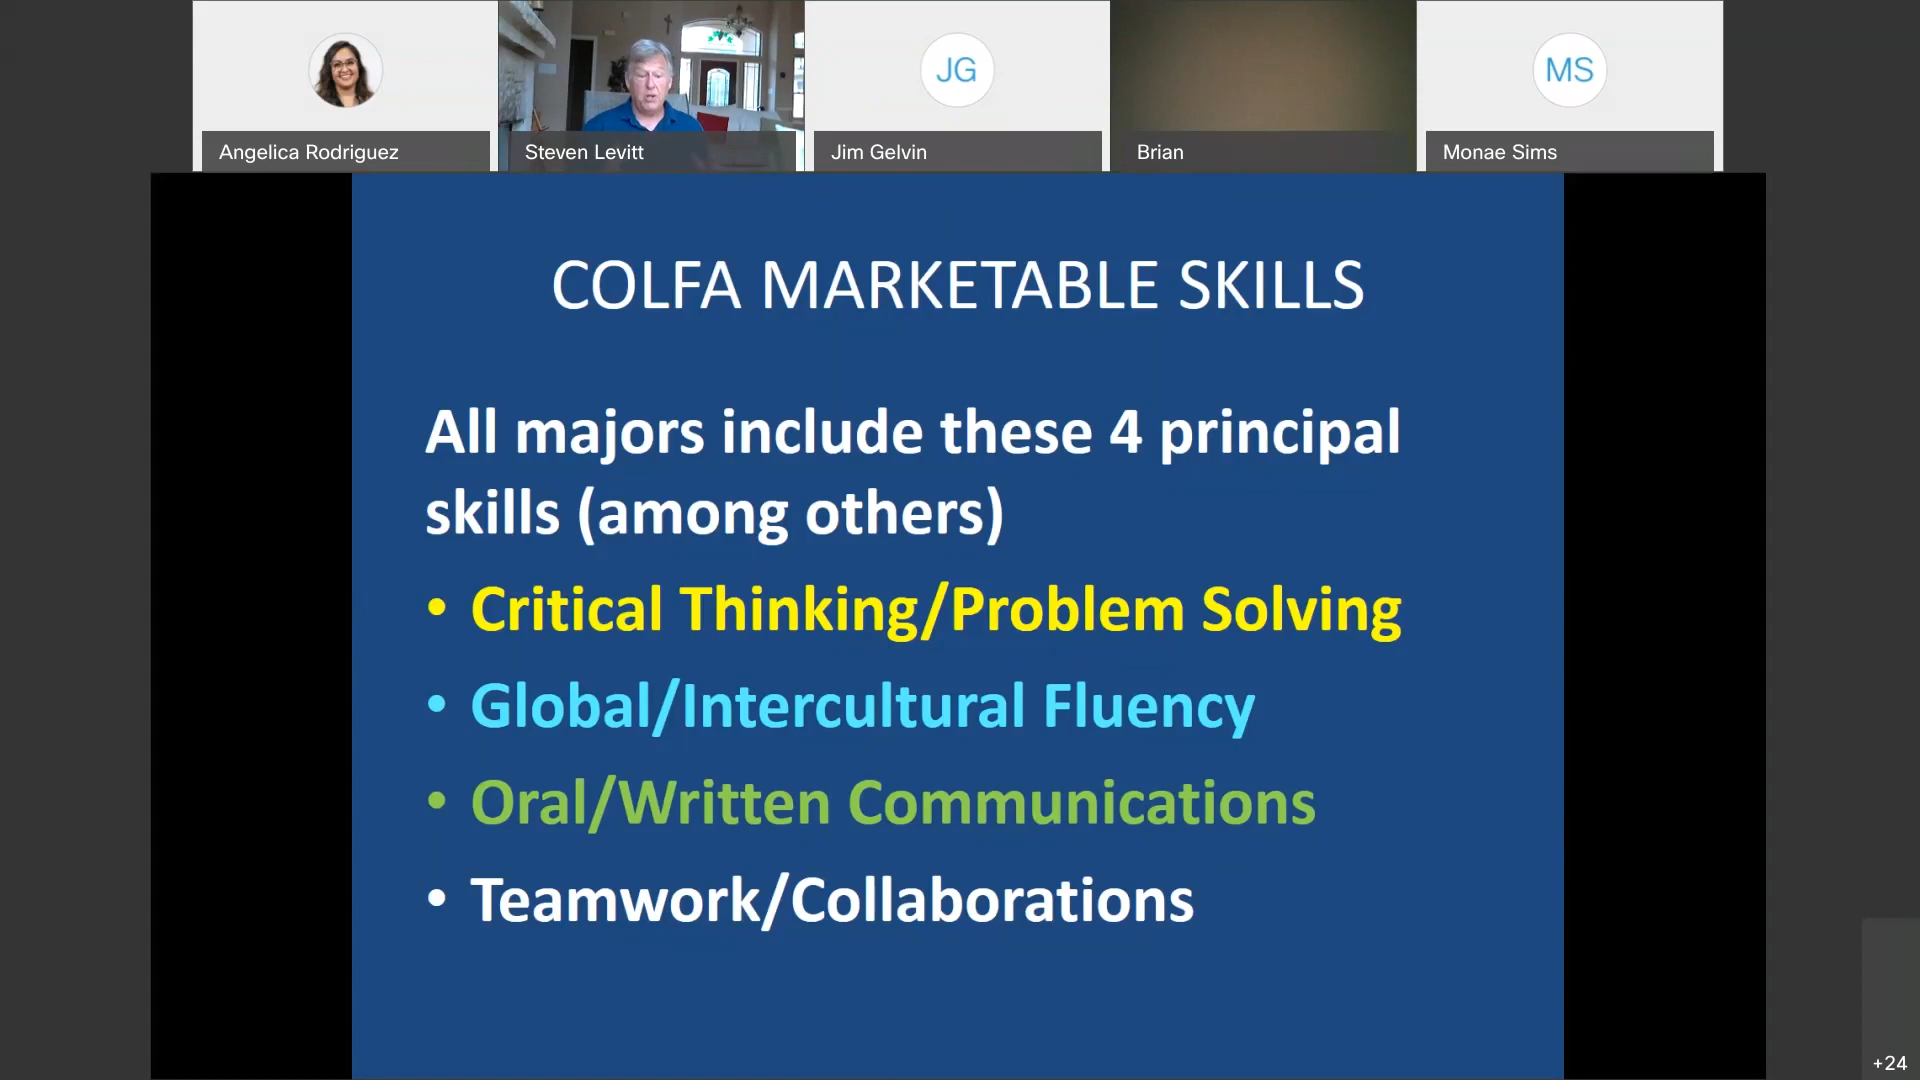 JG
MS
Angelica Rodriguez
Steven Levitt
Jim Gelvin
Brian
Monae Sims
COLFA MARKETABLE SKILLS
All majors include these 4 principal
skills (among others)
• Critical Thinking/Problem Solving
• Global/Intercultural Fluency
• Oral/Written Communications
• Teamwork/Collaborations
+24